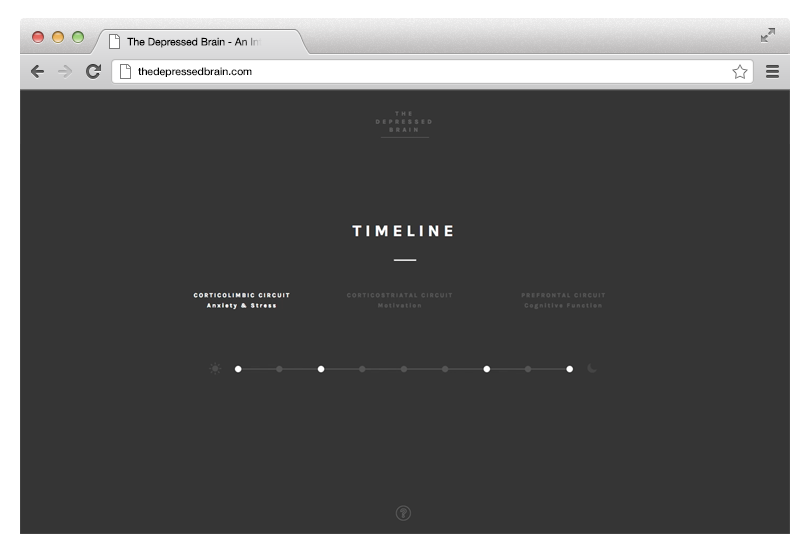 The Depressed Brain - An In
thedepressedbrain.com
THE
DEPRESSED
BRAIN
TIMELINE
CORTICOLIMBIC CIRCUIT
Anxiety & Stress
CORTICOSTRIATAL CIRCUIT
Motivation
PREFRONTAL CIRCUIT
Cognitive Function
?